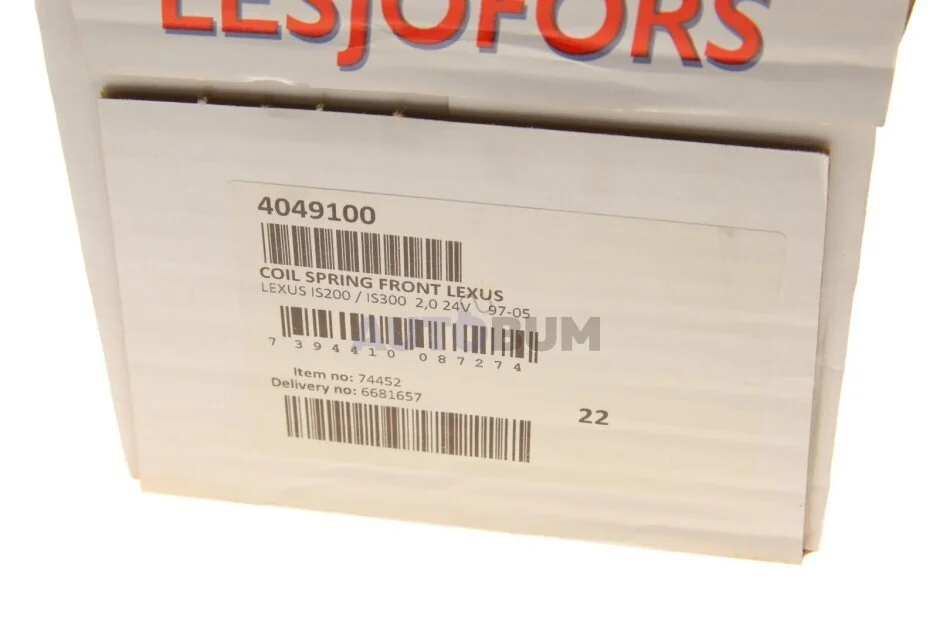 LESJOFORS
4049100
COIL SPRING FRONT LEXUS
LEXUS IS200 / IS300 2,0 24V 97-05
AUTOBUM
7 394410 087274
Item no: 74452
Delivery no: 6681657
22